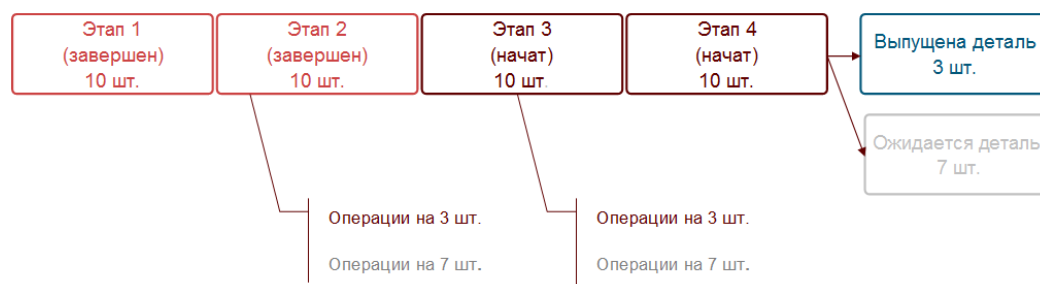 Этап 1
(завершен)
10 шт.
Этап 2
(завершен)
10 шт.
Этап 3
(начат)
10 шт.
Этап 4
(начат)
10 шт.
Выпущена деталь
3 шт.
Ожидается деталь
7 шт.
Операции на 3 шт.
Операции на 7 шт.
Операции на 3 шт.
Операции на 7 шт.